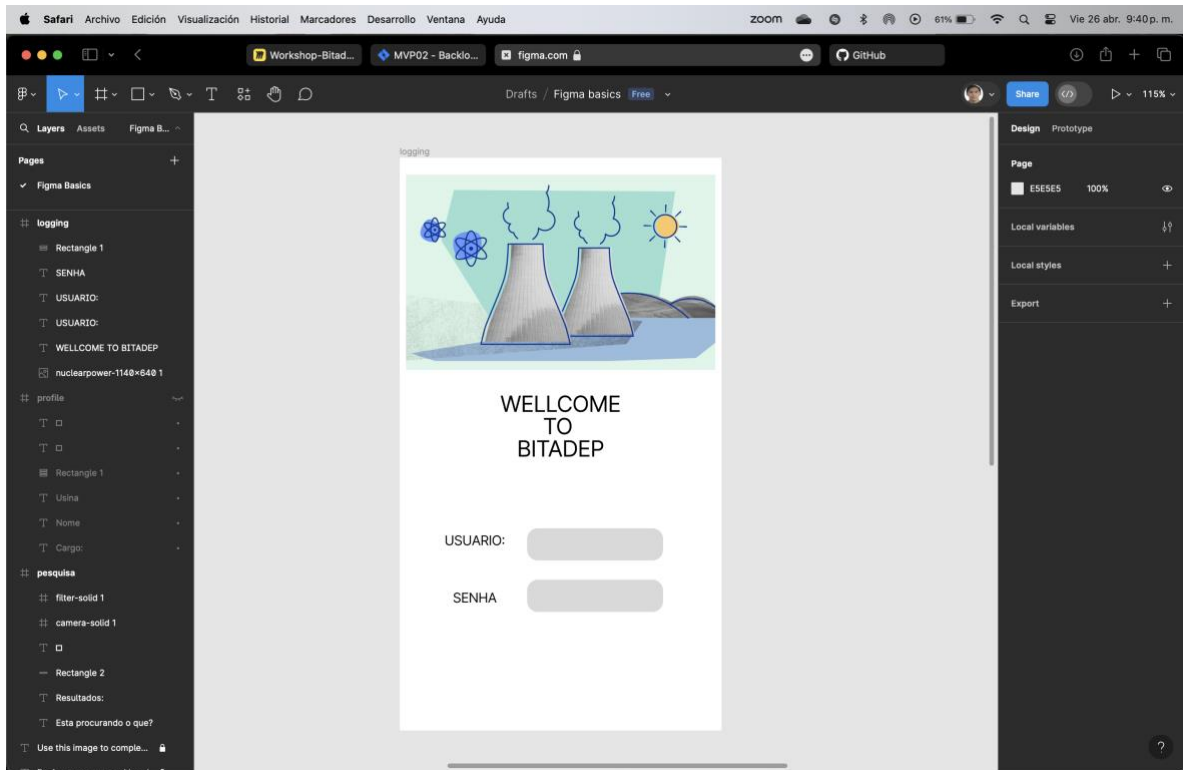 Safari Archivo Edición Visualización Historial Marcadores Desarrollo Ventana Ayuda zoom 61% Vie 26 abr. 9:40 p. m.
Workshop-Bitad... MVP02 - Backlo... figma.com GitHub
Drafts / Figma basics Free Share 115%
Layers Assets Figma B...
Pages
Figma Basics
logging
Rectangle 1
SENHA
USUARIO:
USUARIO:
WELLCOME TO BITADEP
nuclearpower-1140×640 1
profile
Rectangle 1
Usina
Nome
Cargo:
pesquisa
filter-solid 1
camera-solid 1
Rectangle 2
Resultados:
Esta procurando o que?
Use this image to comple...
logging
WELLCOME
TO
BITADEP
USUARIO:
SENHA
Design Prototype
Page
E5E5E5 100%
Local variables
Local styles
Export
?